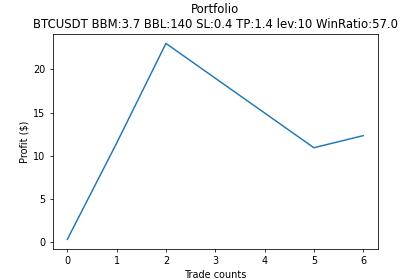 Portfolio
BTCUSDT BBM:3.7 BBL:140 SL:0.4 TP:1.4 lev:10 WinRatio:57.0
20
15
10
5
0
Profit ($)
0 1 2 3 4 5 6
Trade counts